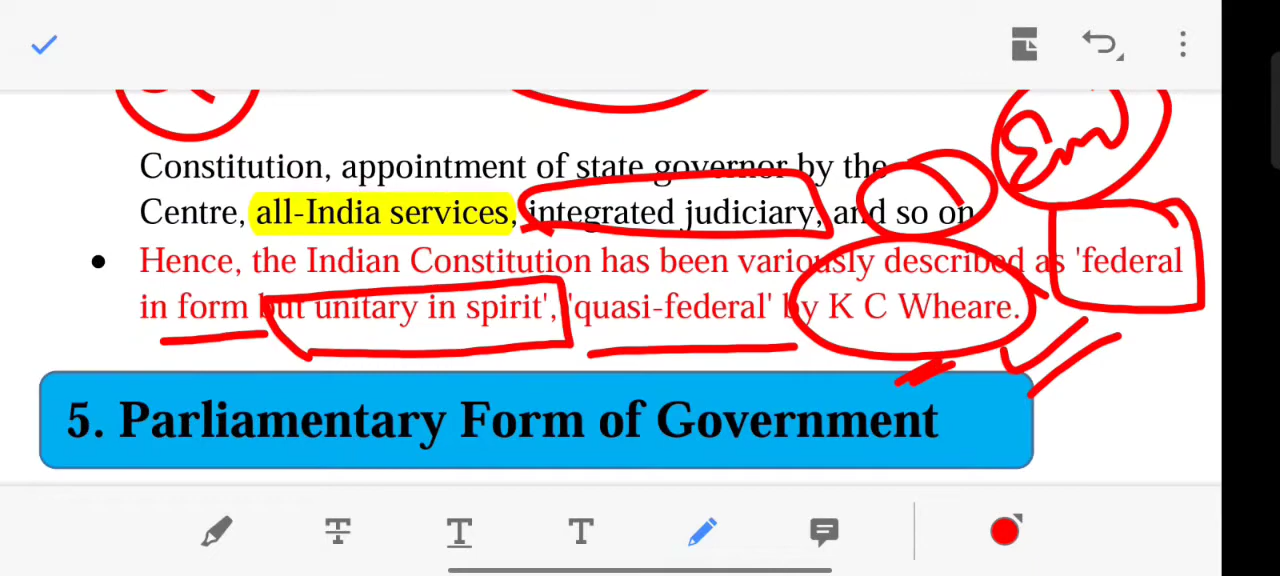 Constitution, appointment of state governor by the
Centre, all-India services, integrated judiciary, and so on
● Hence, the Indian Constitution has been variously described as 'federal
in form but unitary in spirit', 'quasi-federal' by K C Wheare.
5. Parliamentary Form of Government